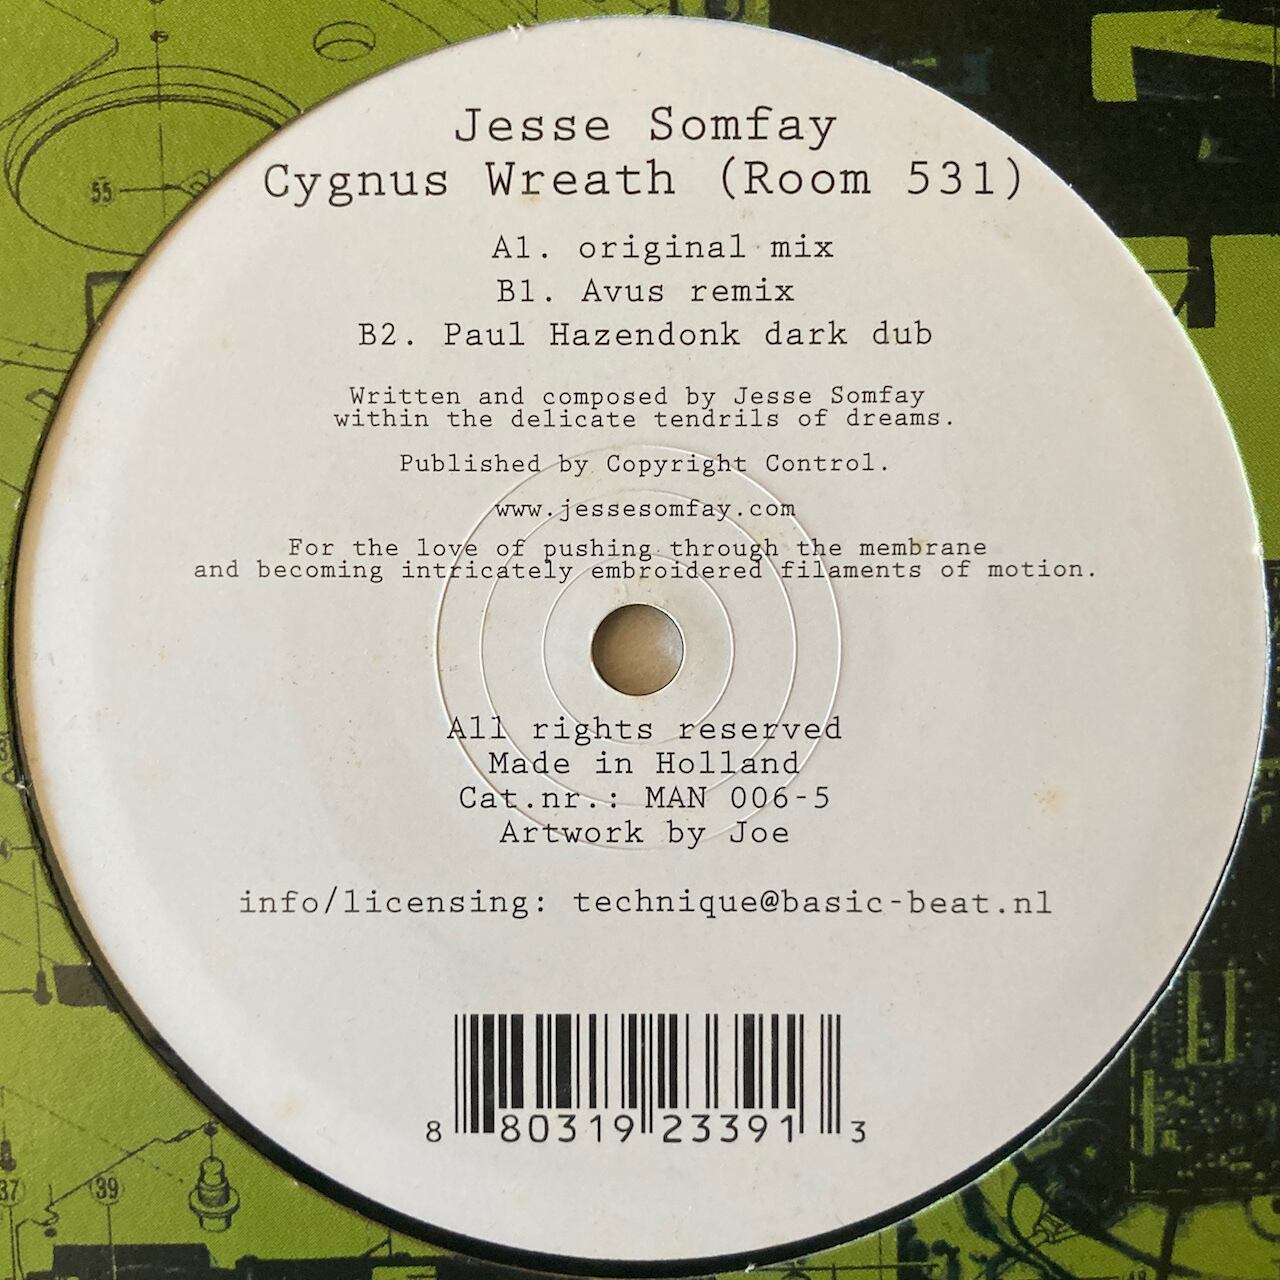 Jesse Somfay
Cygnus Wreath (Room 531)
A1. original mix
B1. Avus remix
B2. Paul Hazendonk dark dub
Written and composed by Jesse Somfay
within the delicate tendrils of dreams.
Published by Copyright Control.
www.jessesomfay.com
For the love of pushing through the membrane
and becoming intricately embroidered filaments of motion.
All rights reserved
Made in Holland
Cat.nr.: MAN 006-5
Artwork by Joe
info/licensing: technique@basic-beat.nl
8 80319 23391 3
55
37
39